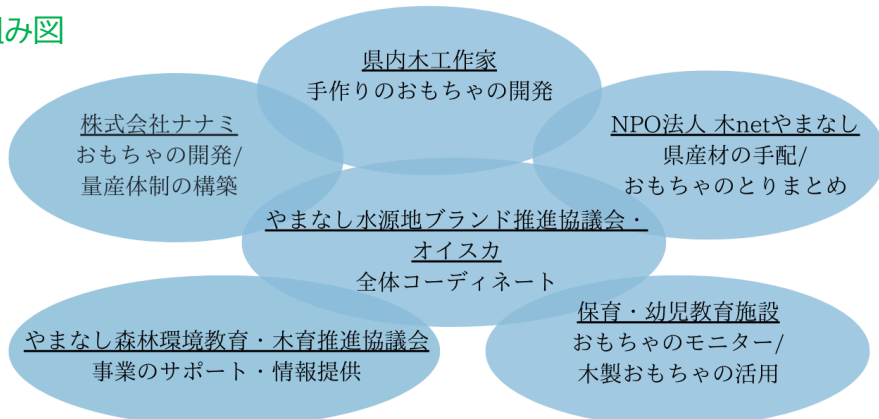 み図
県内木工作家
手作りのおもちゃの開発
株式会社ナナミ
おもちゃの開発/
量産体制の構築
NPO法人 木netやまなし
県産材の手配/
おもちゃのとりまとめ
やまなし水源地ブランド推進協議会・
オイスカ
全体コーディネート
やまなし森林環境教育・木育推進協議会
事業のサポート・情報提供
保育・幼児教育施設
おもちゃのモニター/
木製おもちゃの活用